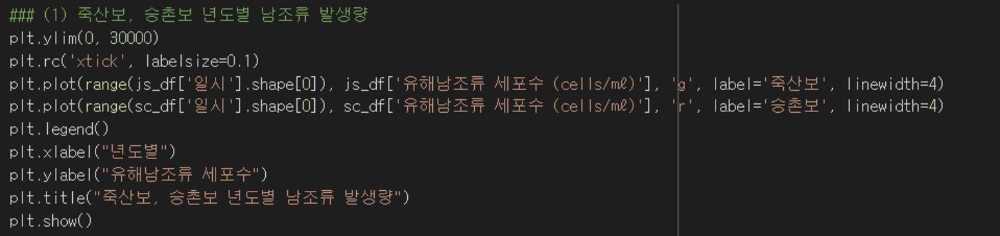 ### (1) 죽산보, 승촌보 년도별 남조류 발생량
plt.ylim(0, 30000)
plt.rc('xtick', labelsize=0.1)
plt.plot(range(js_df['일시'].shape[0]), js_df['유해남조류 세포수 (cells/㎖)'], 'g', label='죽산보', linewidth=4)
plt.plot(range(sc_df['일시'].shape[0]), sc_df['유해남조류 세포수 (cells/㎖)'], 'r', label='승촌보', linewidth=4)
plt.legend()
plt.xlabel("년도별")
plt.ylabel("유해남조류 세포수")
plt.title("죽산보, 승촌보 년도별 남조류 발생량")
plt.show()